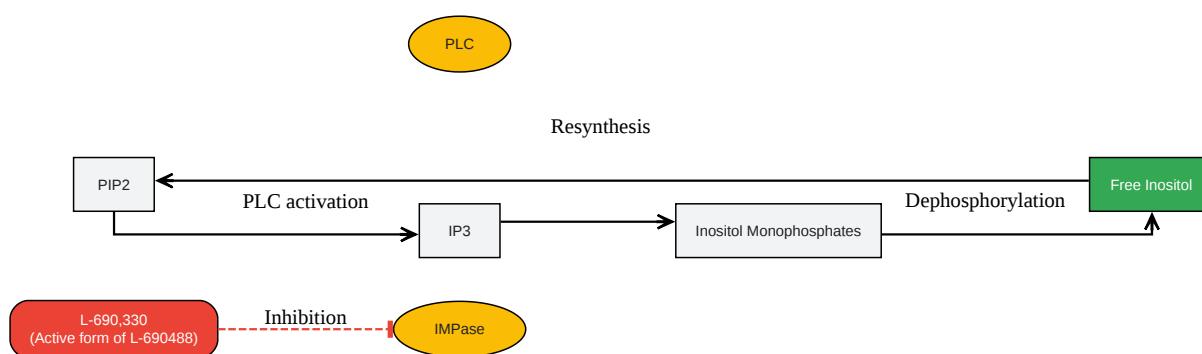 PLC
Resynthesis
PIP2
Free Inositol
PLC activation
Dephosphorylation
IP3
Inositol Monophosphates
L-690,330
(Active form of L-690488)
Inhibition
IMPase